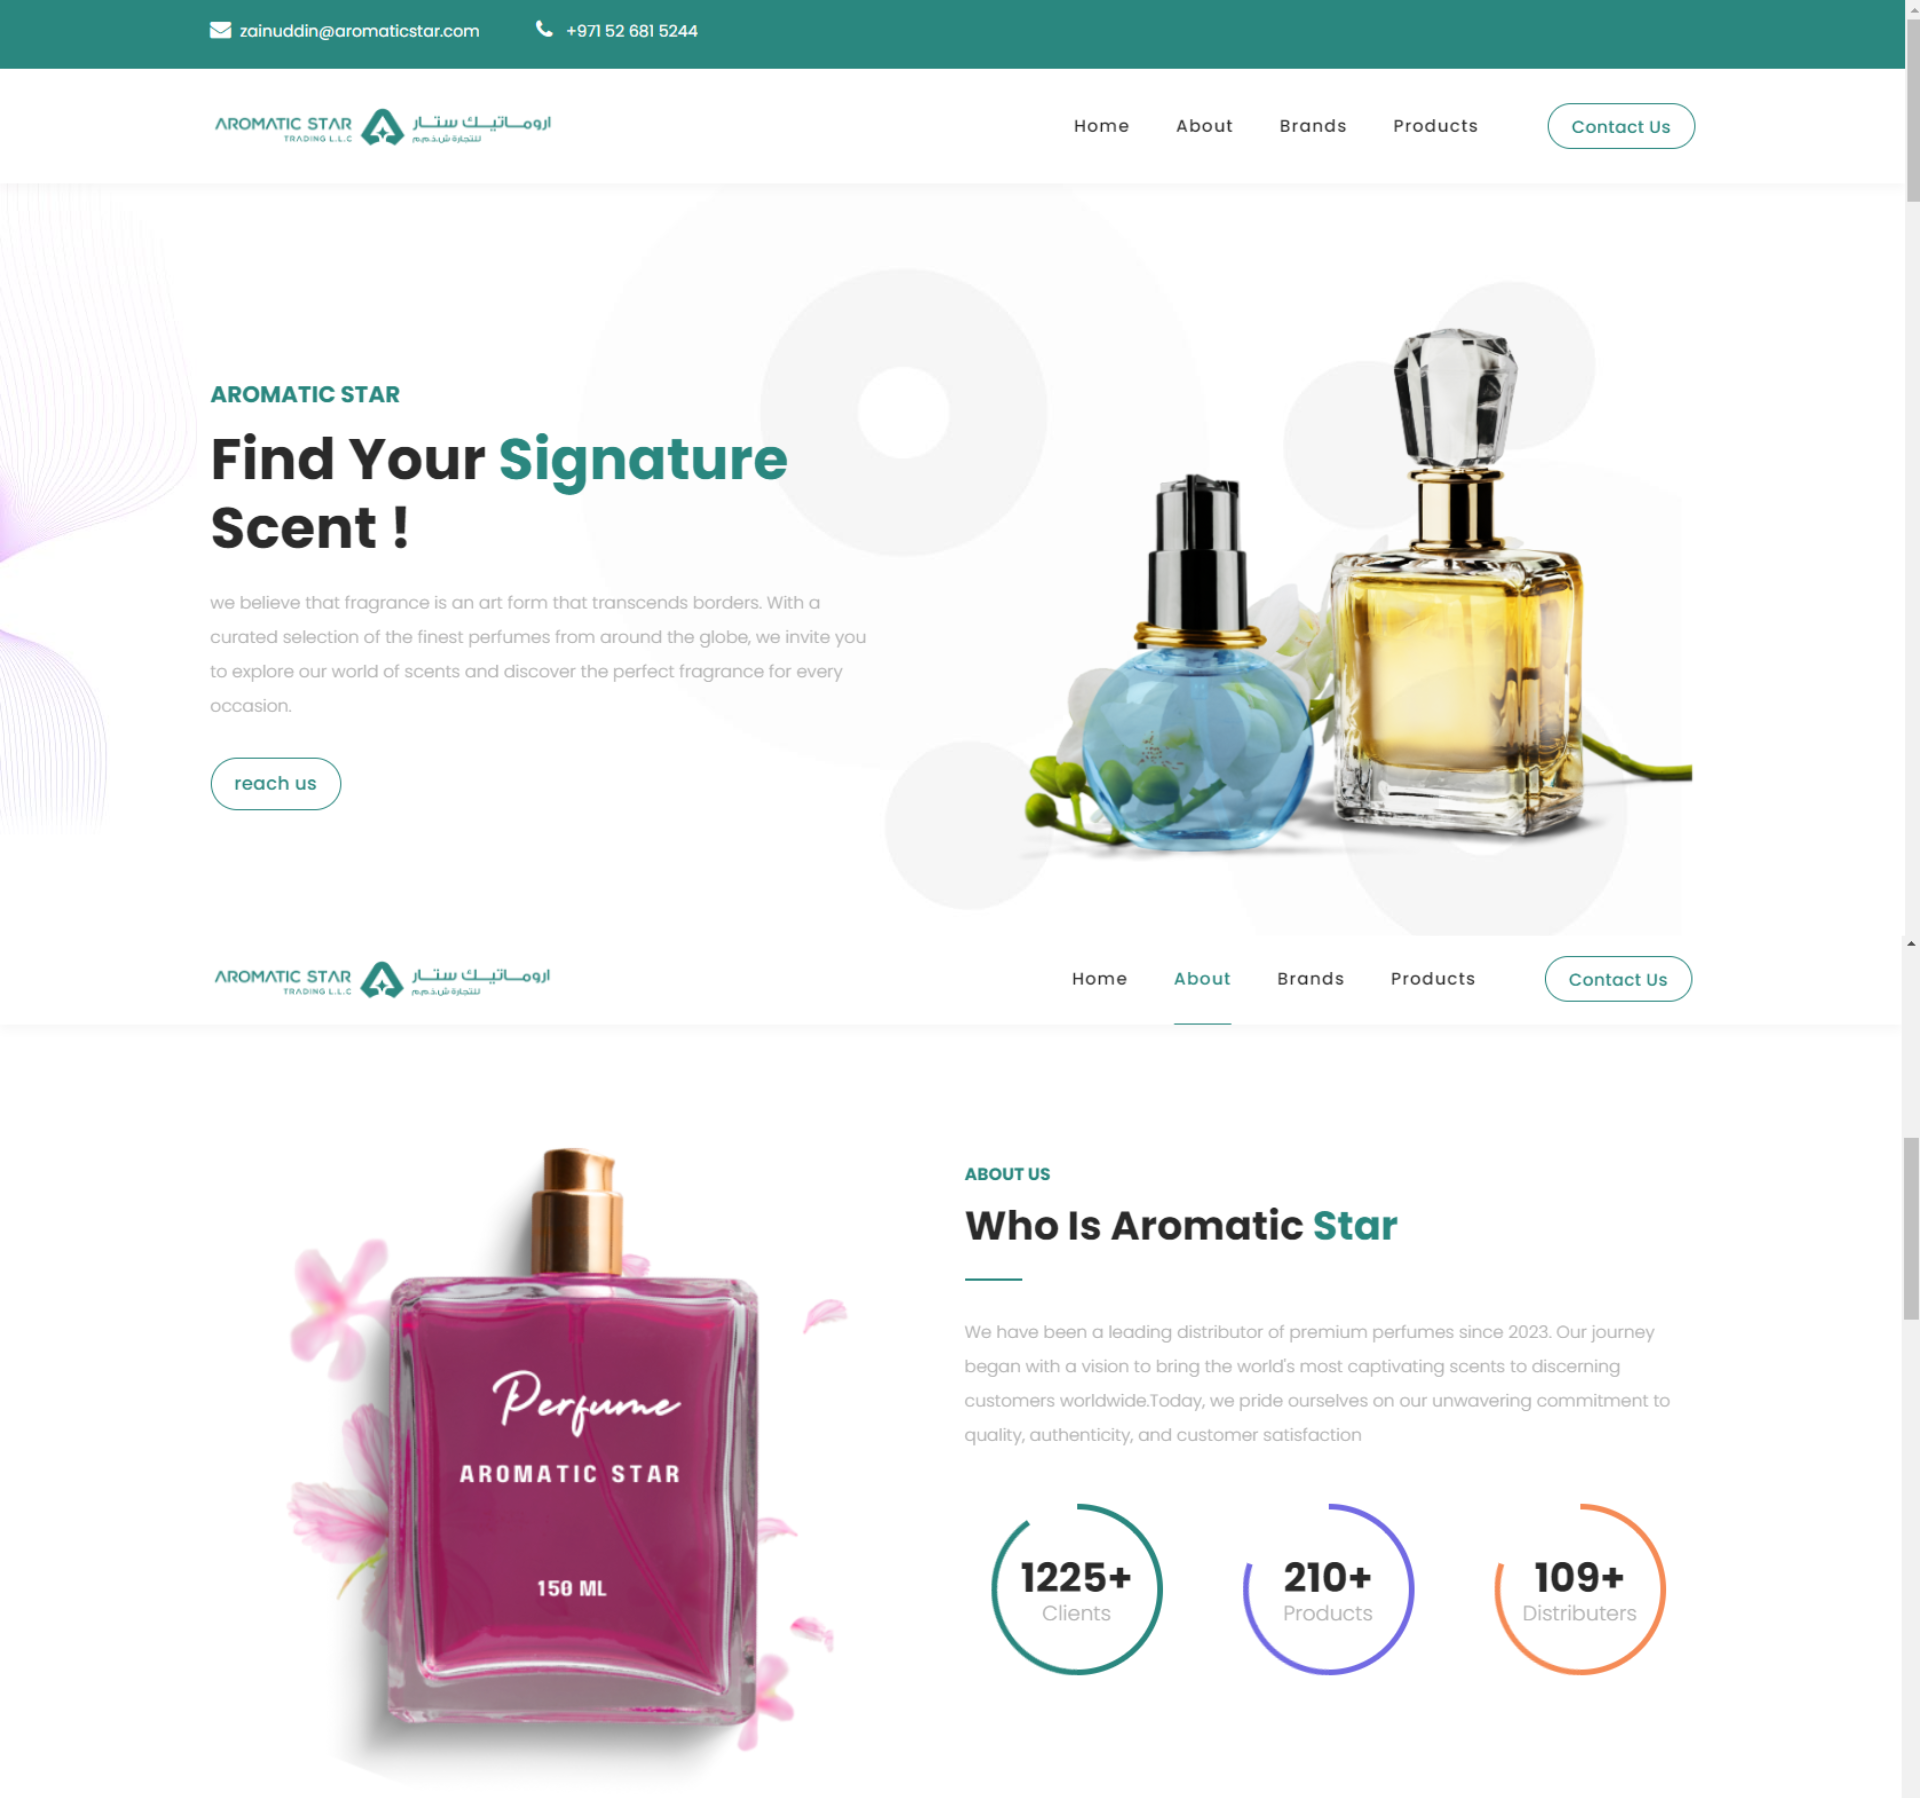 zainuddin@aromaticstar.com
+971 52 681 5244
AROMATIC STAR
TRADING L.L.C
اروماتيك ستار
للتجارة ش.ذ.م.م
Home
About
Brands
Products
Contact Us
AROMATIC STAR
Find Your Signature
Scent !
we believe that fragrance is an art form that transcends borders. With a
curated selection of the finest perfumes from around the globe, we invite you
to explore our world of scents and discover the perfect fragrance for every
occasion.
reach us
AROMATIC STAR
TRADING L.L.C
اروماتيك ستار
للتجارة ش.ذ.م.م
Home
About
Brands
Products
Contact Us
Perfume
AROMATIC STAR
150 ML
ABOUT US
Who Is Aromatic Star
We have been a leading distributor of premium perfumes since 2023. Our journey
began with a vision to bring the world's most captivating scents to discerning
customers worldwide.Today, we pride ourselves on our unwavering commitment to
quality, authenticity, and customer satisfaction
1225+
Clients
210+
Products
109+
Distributers